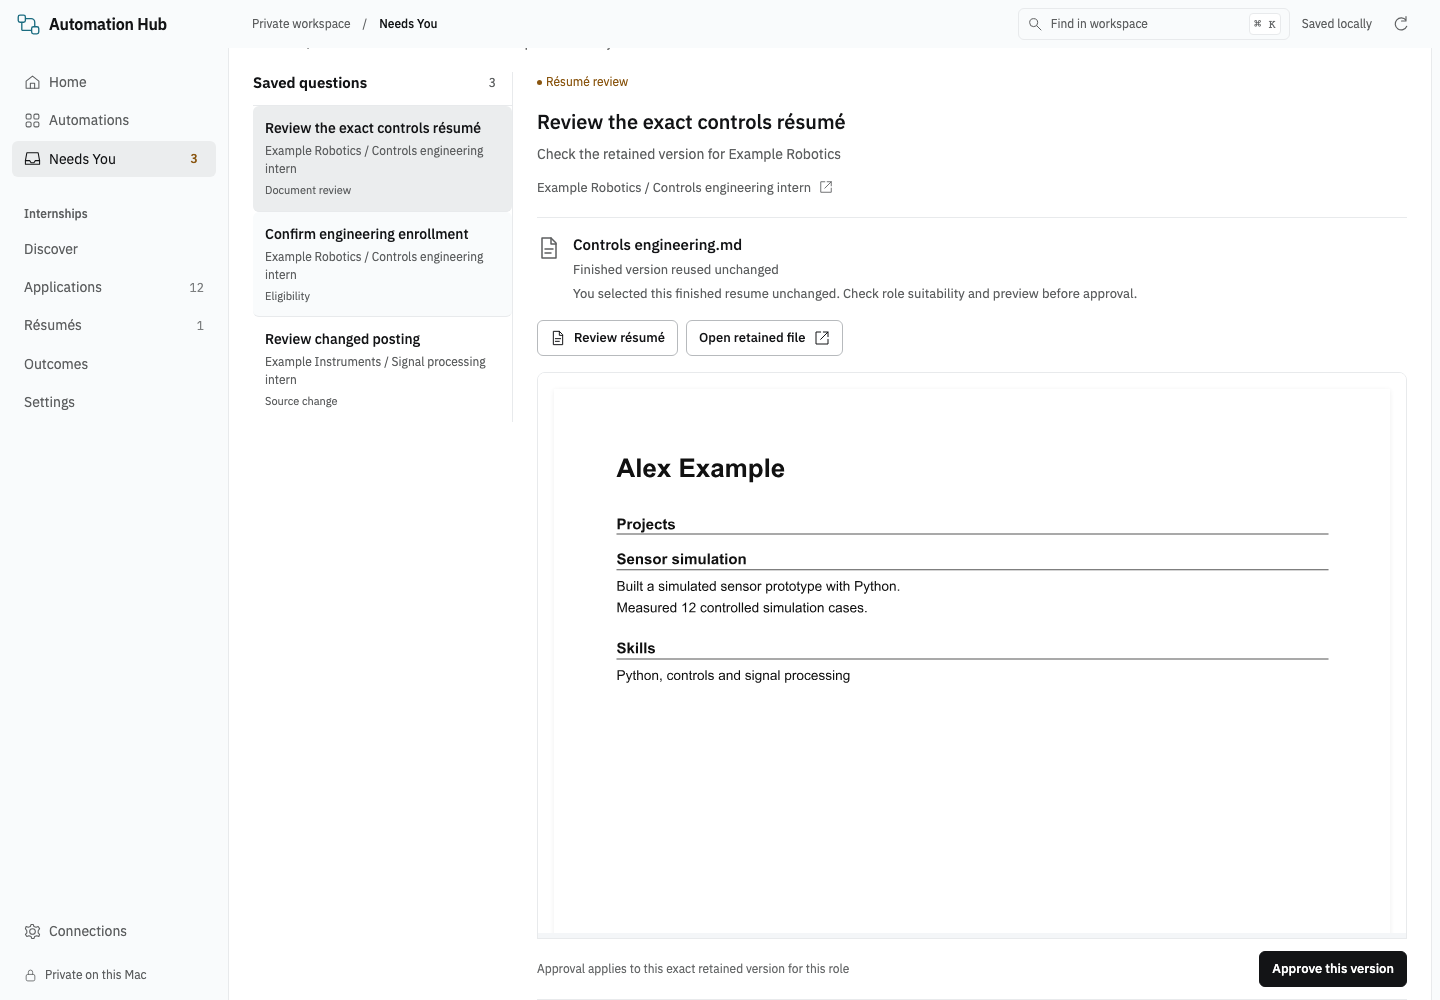 Automation Hub
Private workspace / Needs You
Find in workspace
⌘ K
Saved locally
Home
Automations
Needs You
3
Internships
Discover
Applications
12
Résumés
1
Outcomes
Settings
Connections
Private on this Mac
Saved questions
3
Review the exact controls résumé
Example Robotics / Controls engineering
intern
Document review
Confirm engineering enrollment
Example Robotics / Controls engineering
intern
Eligibility
Review changed posting
Example Instruments / Signal processing
intern
Source change
Résumé review
Review the exact controls résumé
Check the retained version for Example Robotics
Example Robotics / Controls engineering intern
Controls engineering.md
Finished version reused unchanged
You selected this finished resume unchanged. Check role suitability and preview before approval.
Review résumé
Open retained file
Alex Example
Projects
Sensor simulation
Built a simulated sensor prototype with Python.
Measured 12 controlled simulation cases.
Skills
Python, controls and signal processing
Approval applies to this exact retained version for this role
Approve this version